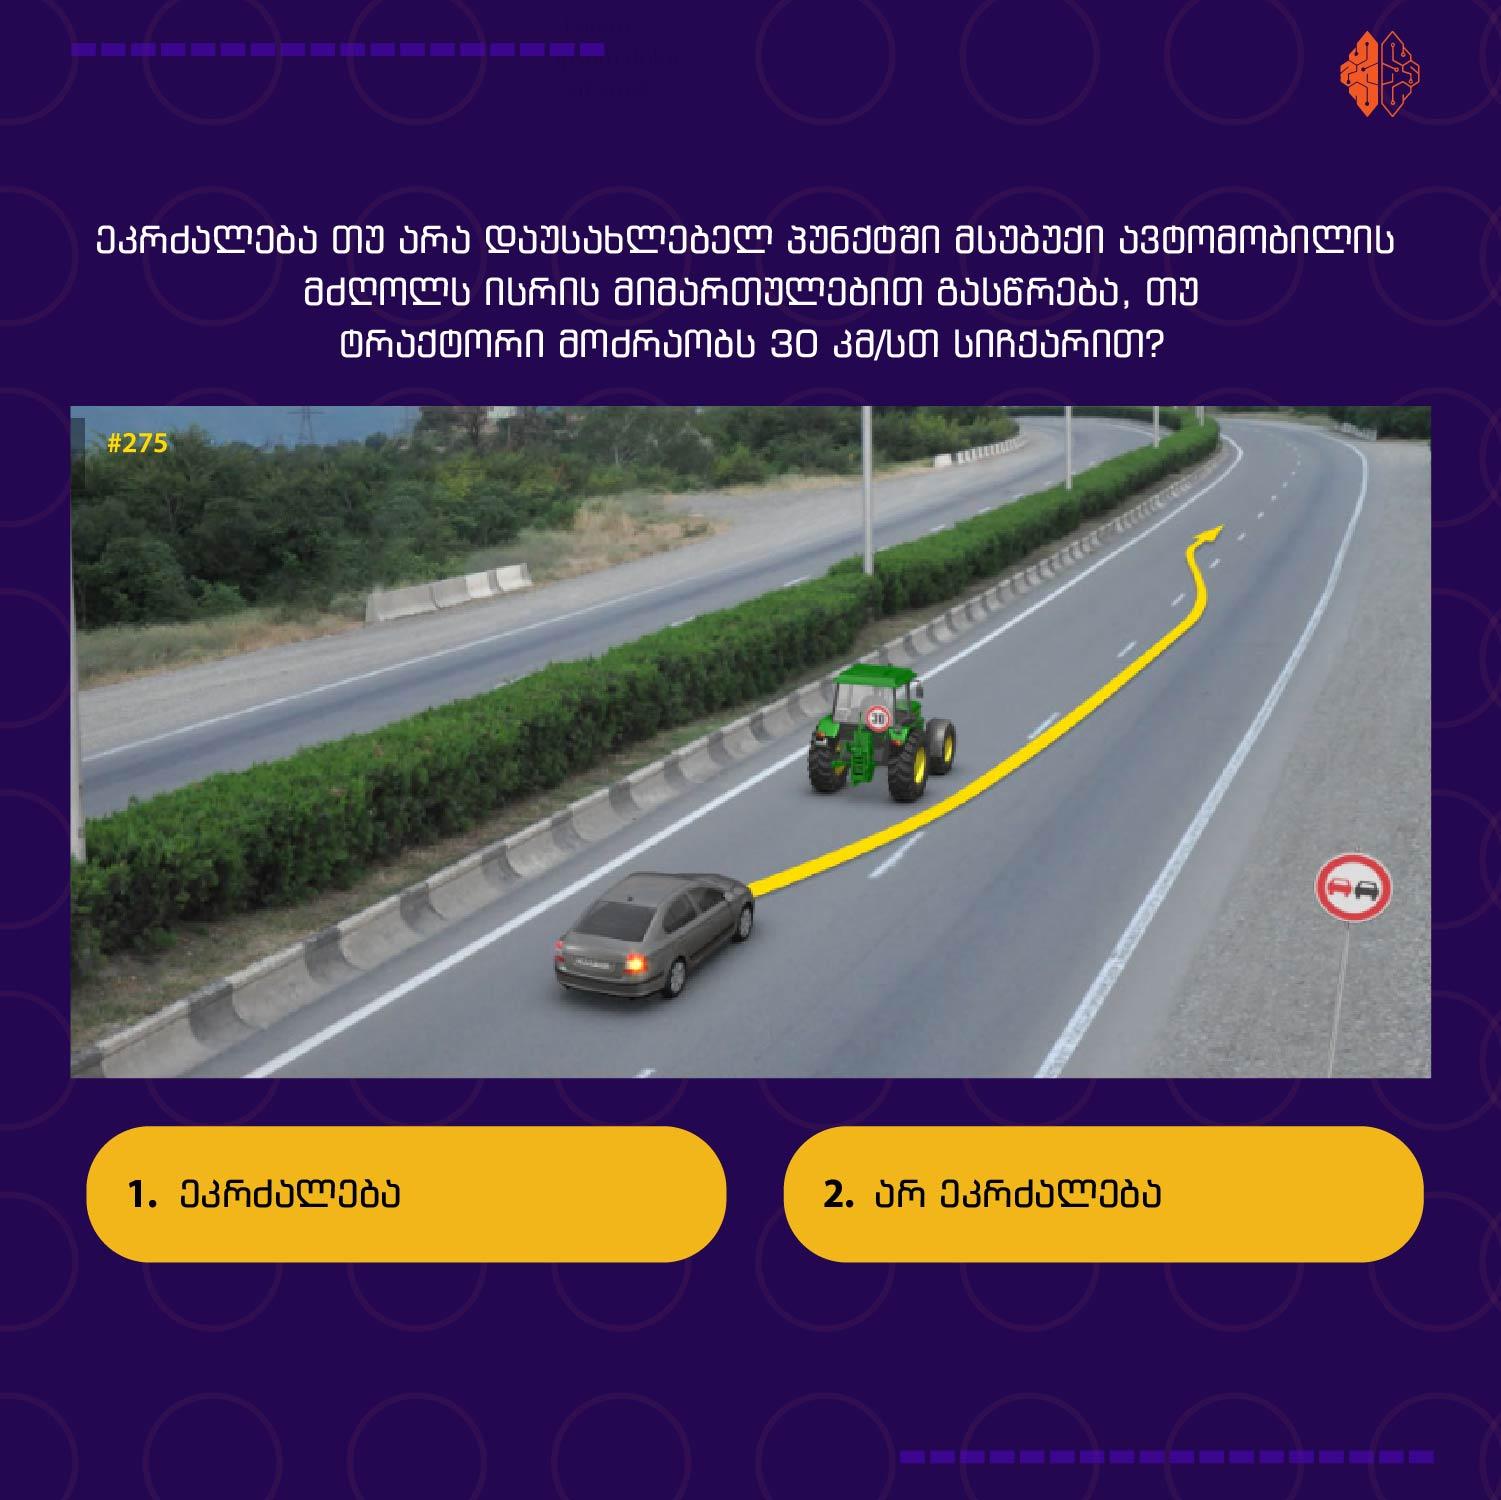 ეკრძალება თუ არა დაუსახლებელ პუნქტში მსუბუქი ავტომობილის
მძღოლს ისრის მიმართულებით გასწრება, თუ
ტრაქტორი მოძრაობს 30 კმ/სთ სიჩქარით?
#275
30
1. ეკრძალება
2. არ ეკრძალება